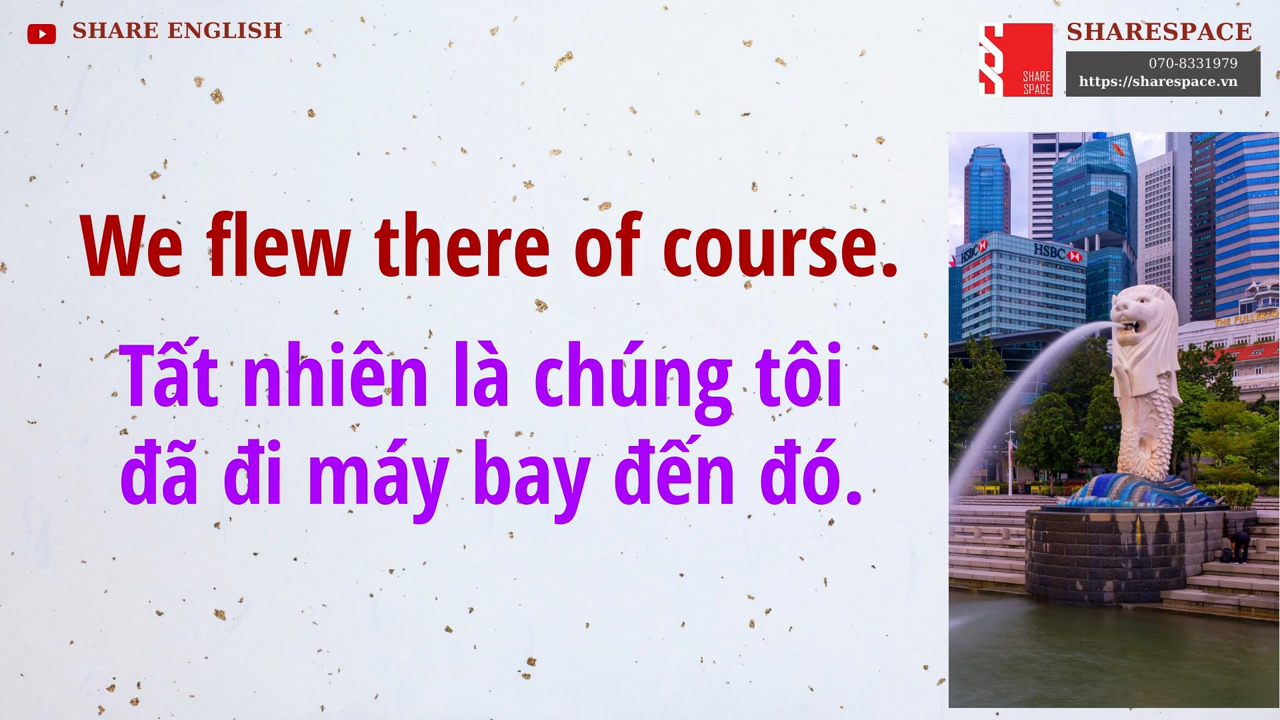 SHARE ENGLISH
SHARESPACE
070-8331979
https://sharespace.vn
SHARE
SPACE
We flew there of course.
Tất nhiên là chúng tôi
đã đi máy bay đến đó.
HSBC
HSBC